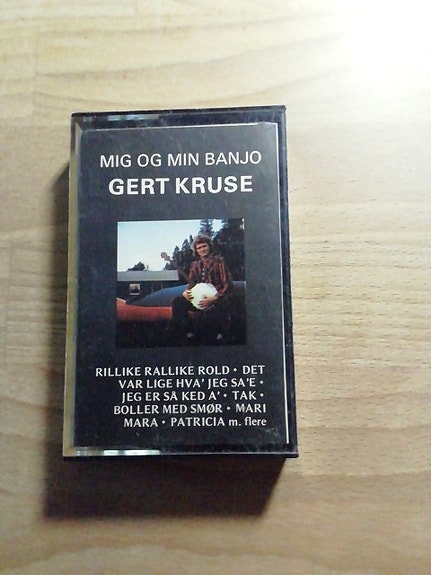 MIG OG MIN BANJO
GERT KRUSE
RILLIKE RALLIKE ROLD • DET
VAR LIGE HVA' JEG SA'E •
JEG ER SÅ KED A' • TAK •
BOLLER MED SMØR • MARI
MARA • PATRICIA m. flere